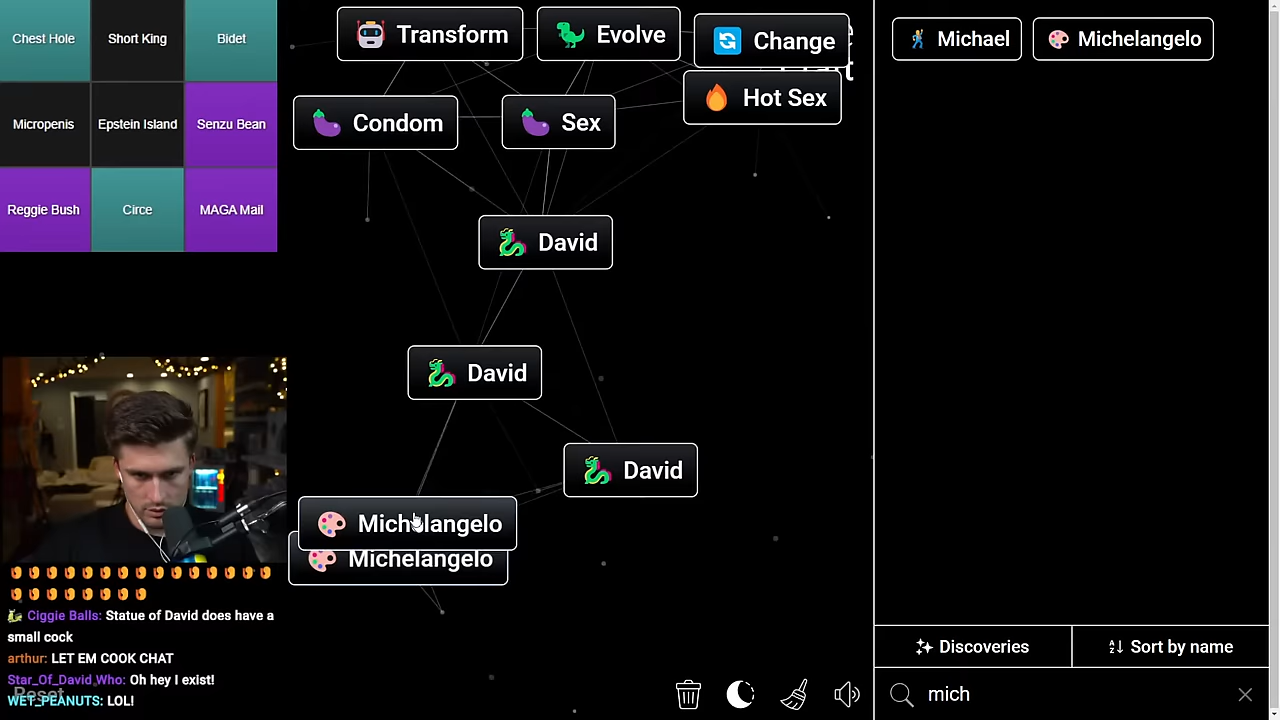 Chest Hole
Short King
Bidet
Micropenis
Epstein Island
Senzu Bean
Reggie Bush
Circe
MAGA Mail
Transform
Evolve
Change
Condom
Sex
Hot Sex
David
David
David
Michelangelo
Michelangelo
Michael
Michelangelo
Ciggie Balls: Statue of David does have a
small cock
arthur: LET EM COOK CHAT
Star_Of_David_Who: Oh hey I exist!
WET_PEANUTS: LOL!
Reset
Discoveries
Sort by name
mich